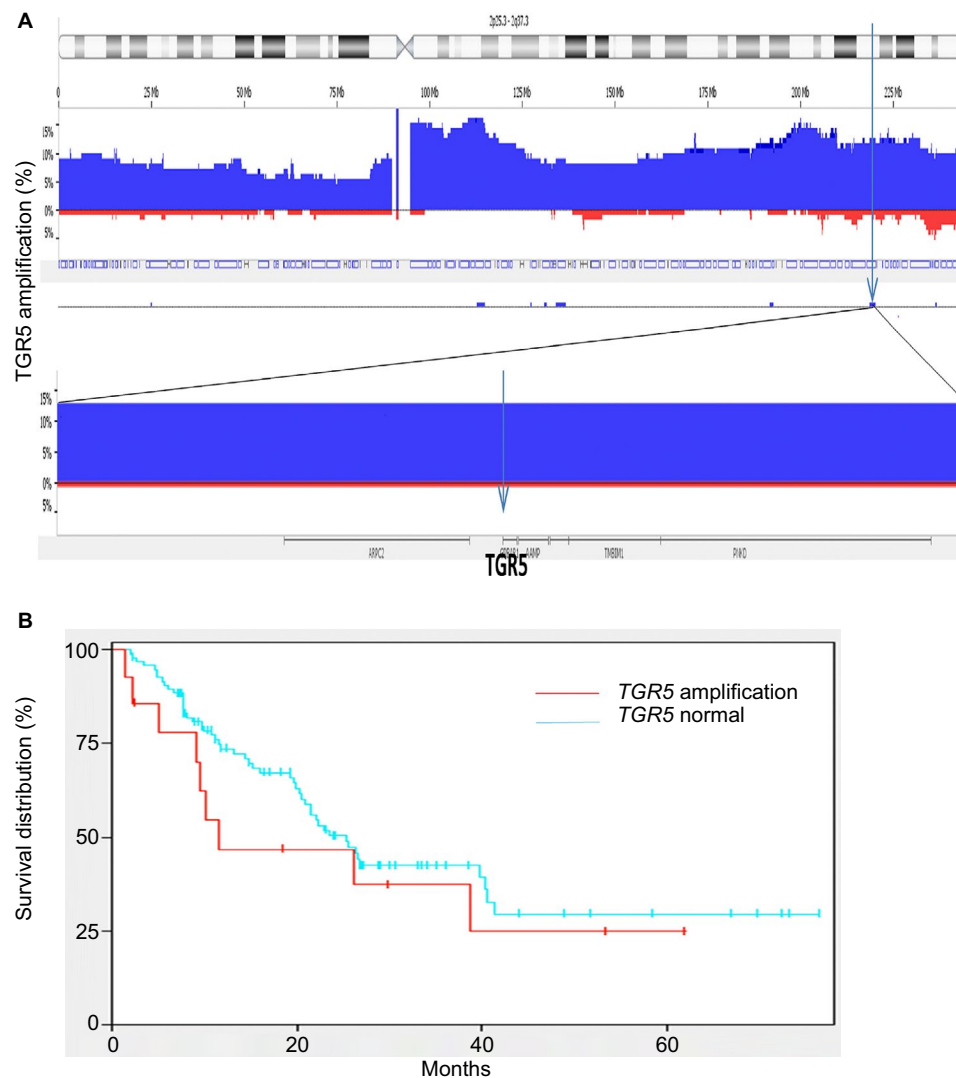 A
2p25.3 - 2q37.3
0 25 Mb 50 Mb 75 Mb 100 Mb 125 Mb 150 Mb 175 Mb 200 Mb 225 Mb
TGR5 amplification (%)
15%
10%
5%
0%
5%
15%
10%
5%
0%
5%
ARPC2 AAMP TMBIM1 PNKD
TGR5
B
Survival distribution (%)
100
75
50
25
0
TGR5 amplification
TGR5 normal
0 20 40 60
Months